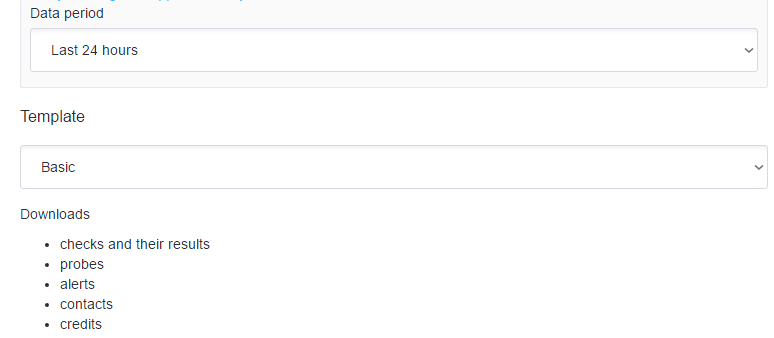 Data period
Last 24 hours
Template
Basic
Downloads
checks and their results
probes
alerts
contacts
credits